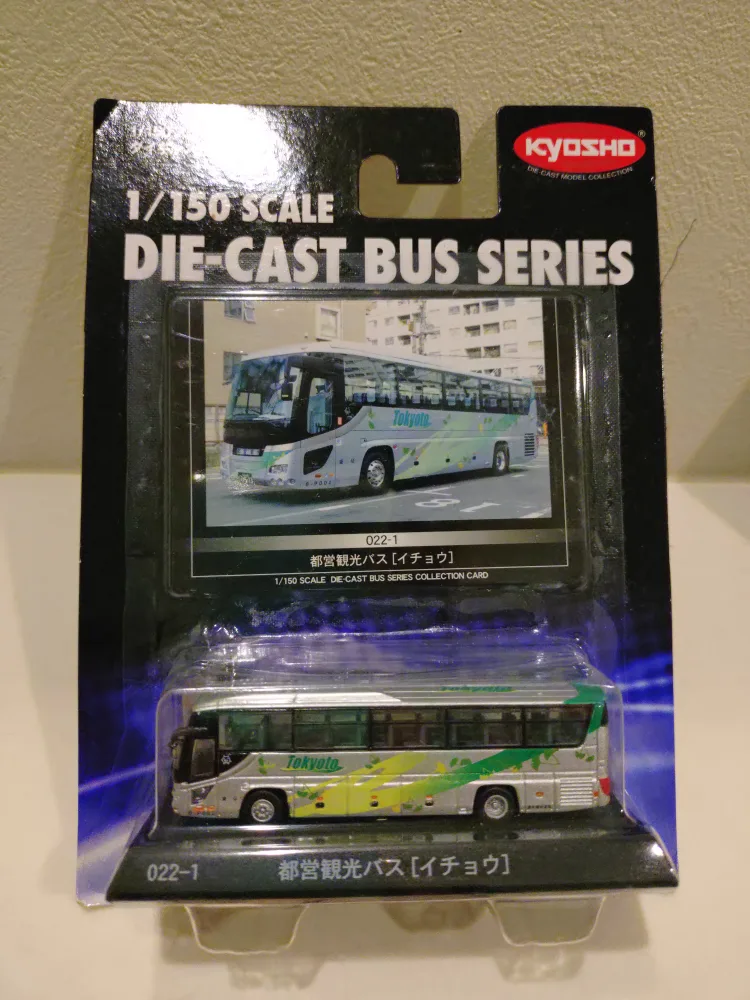 KYOSHO®
DIE-CAST MODEL COLLECTION
1/150 SCALE
DIE-CAST BUS SERIES
Tokyoto
022-1
都営観光バス[イチョウ]
1/150 SCALE DIE-CAST BUS SERIES COLLECTION CARD
Tokyoto
Tokyoto
022-1
都営観光バス[イチョウ]